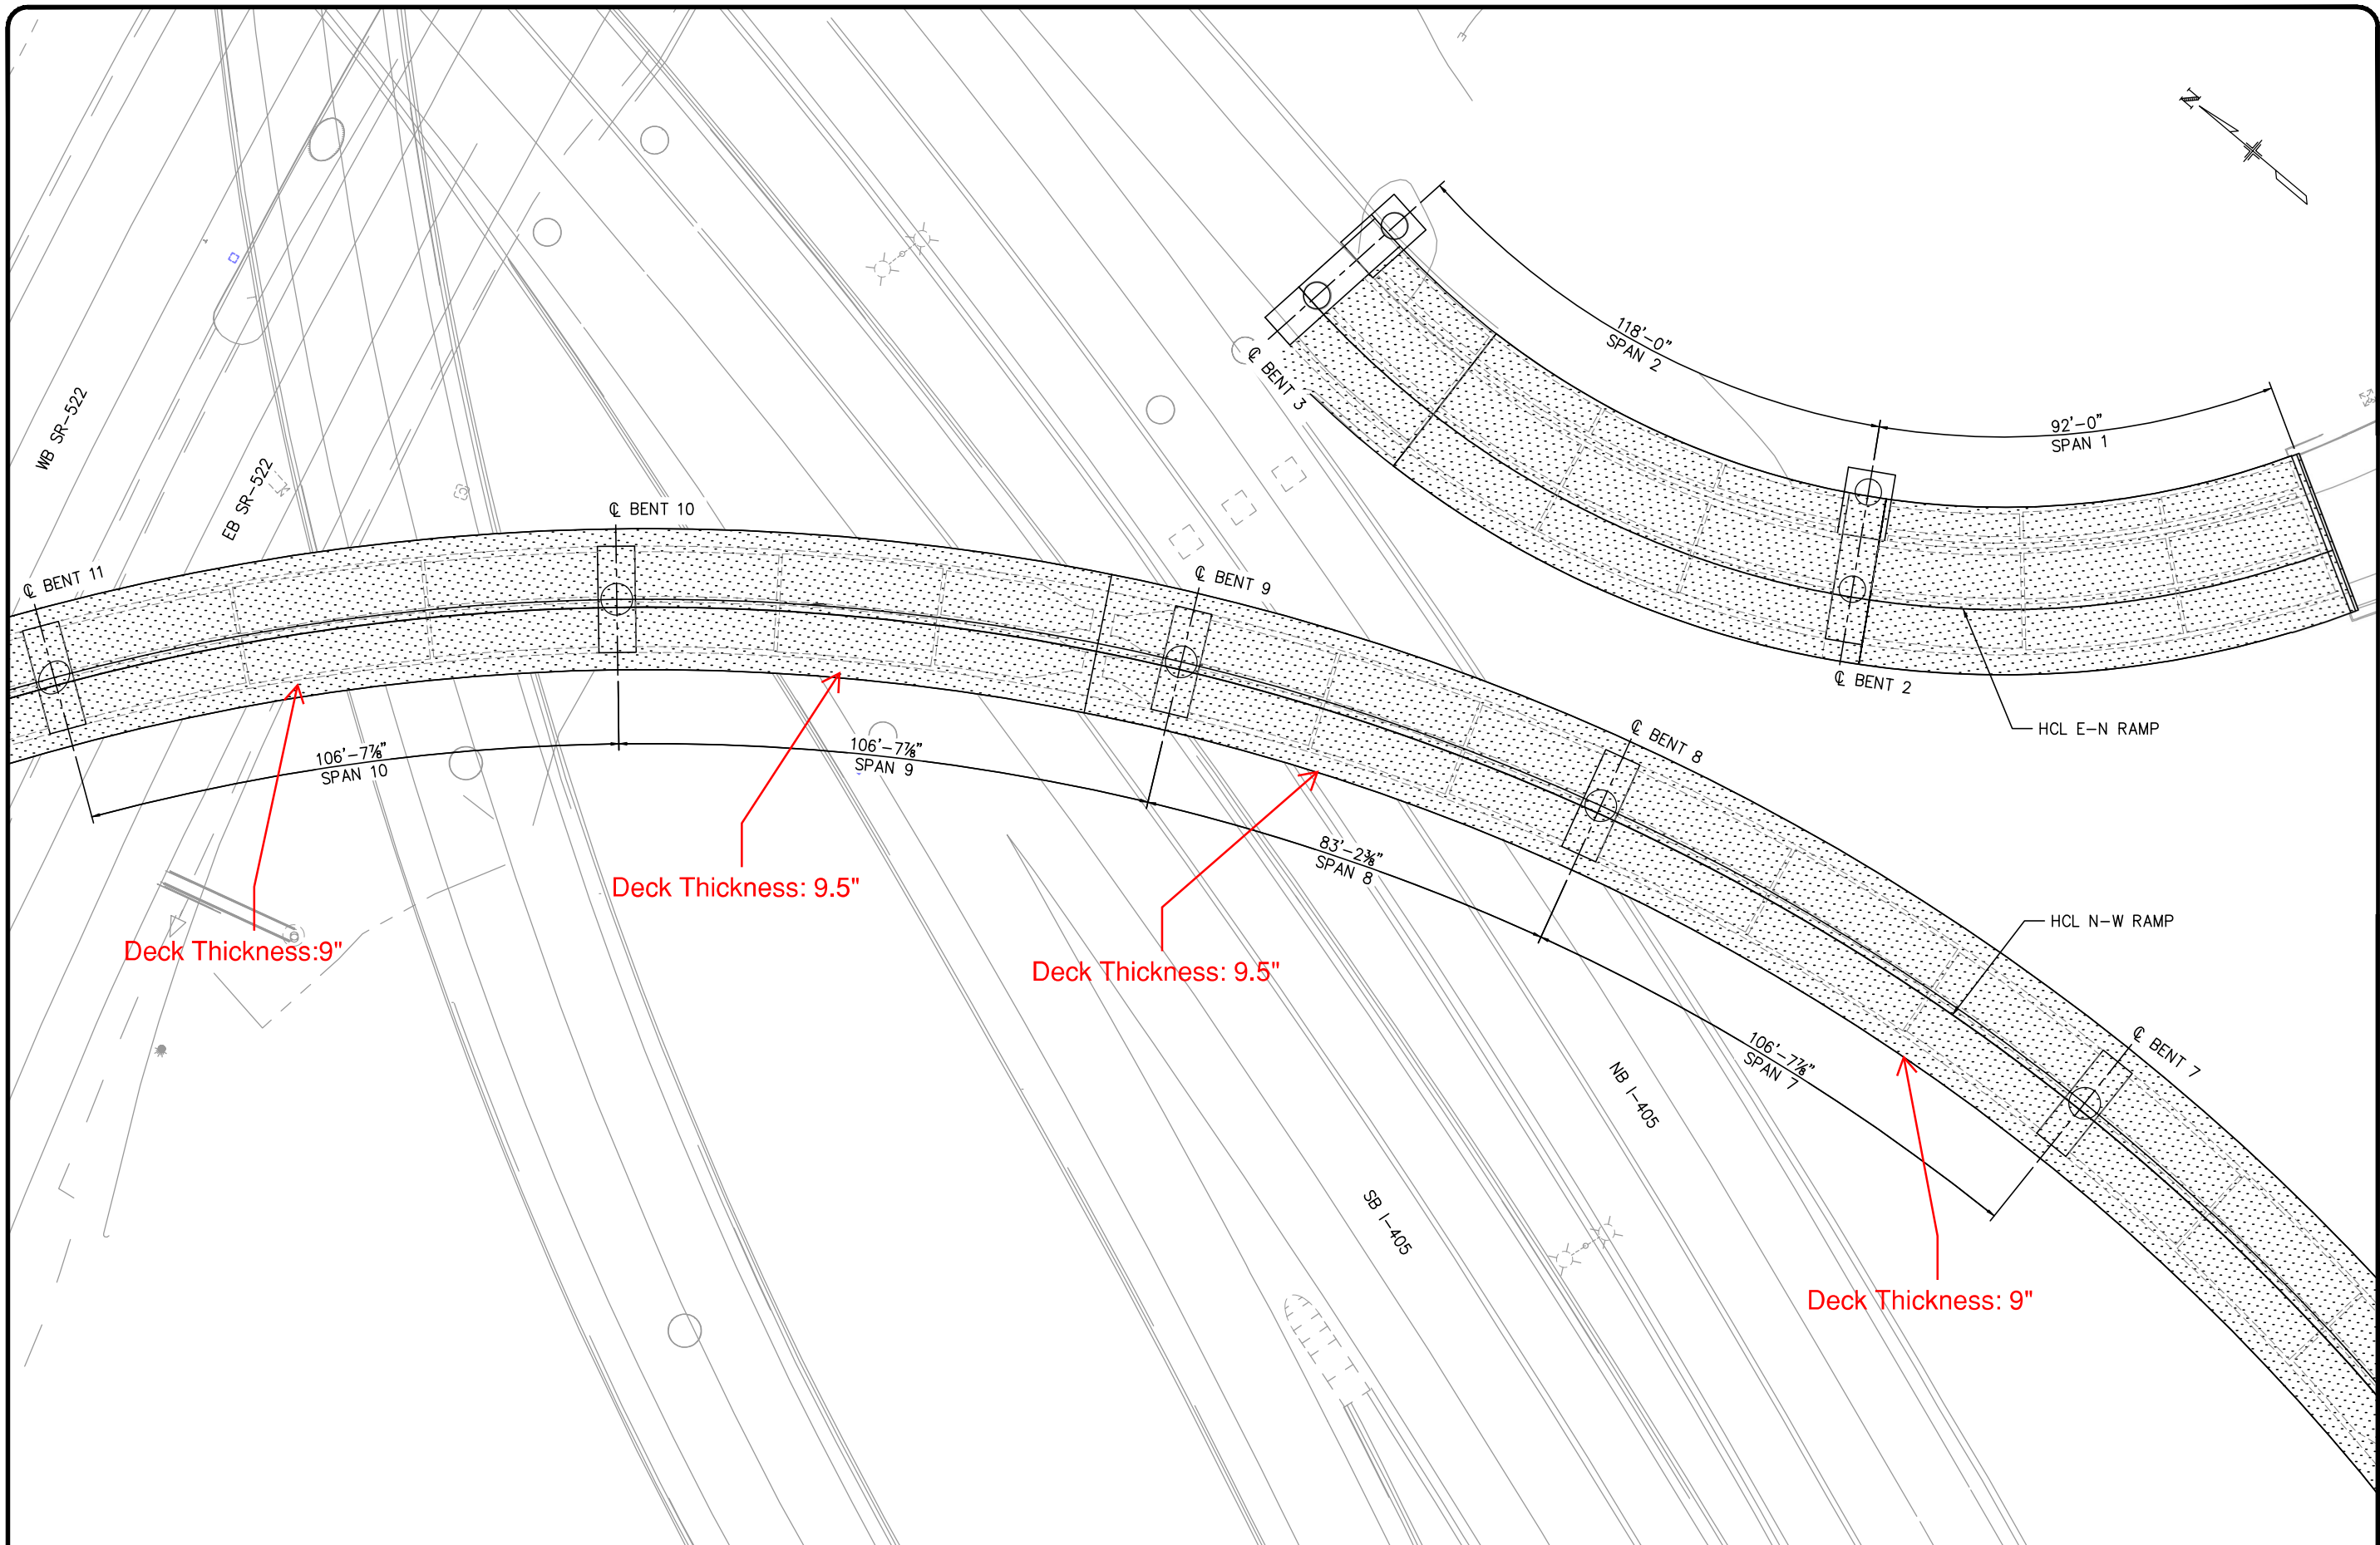 N
118'-0"
SPAN 2
92'-0"
SPAN 1
℄ BENT 3
WB SR-522
EB SR-522
℄ BENT 10
℄ BENT 11
℄ BENT 9
℄ BENT 2
HCL E-N RAMP
℄ BENT 8
106'-7⅞"
SPAN 10
106'-7⅞"
SPAN 9
83'-2⅜"
SPAN 8
Deck Thickness: 9.5"
HCL N-W RAMP
Deck Thickness:9"
Deck Thickness: 9.5"
106'-7⅞"
SPAN 7
℄ BENT 7
NB I-405
SB I-405
Deck Thickness: 9"